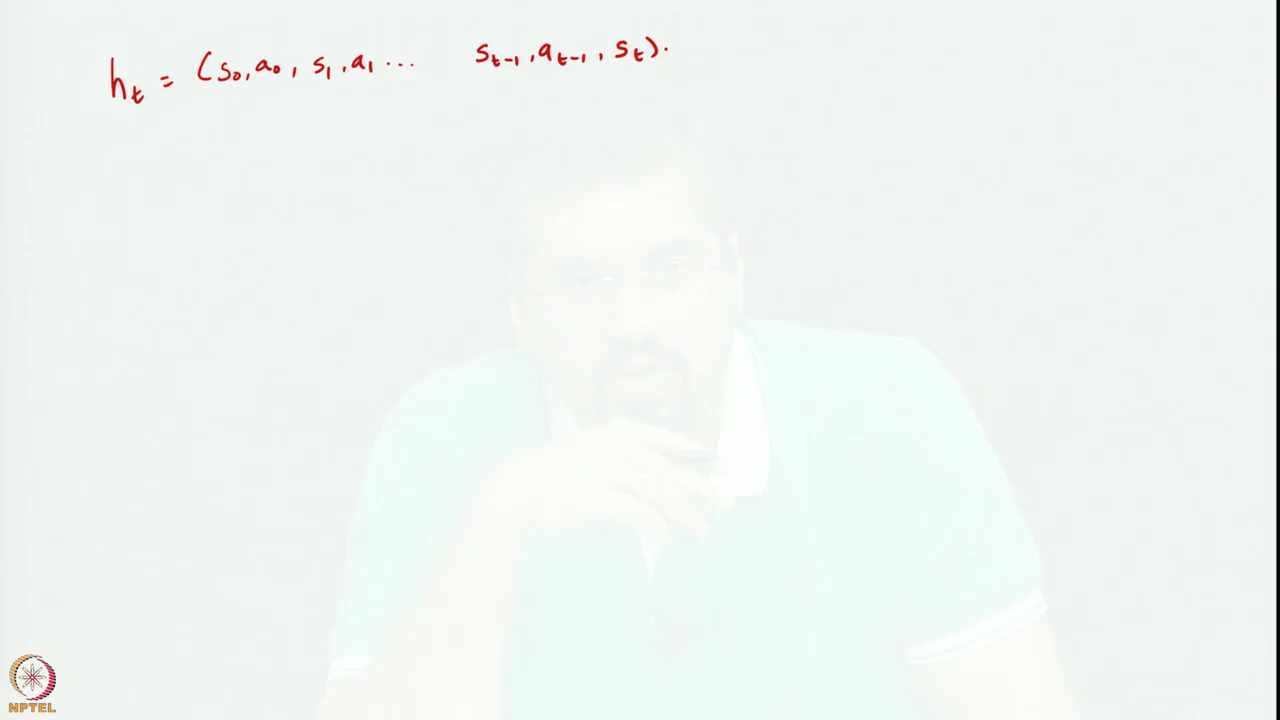 h_t = (s_0, a_0, s_1, a_1 ... s_{t-1}, a_{t-1}, s_t).
NPTEL